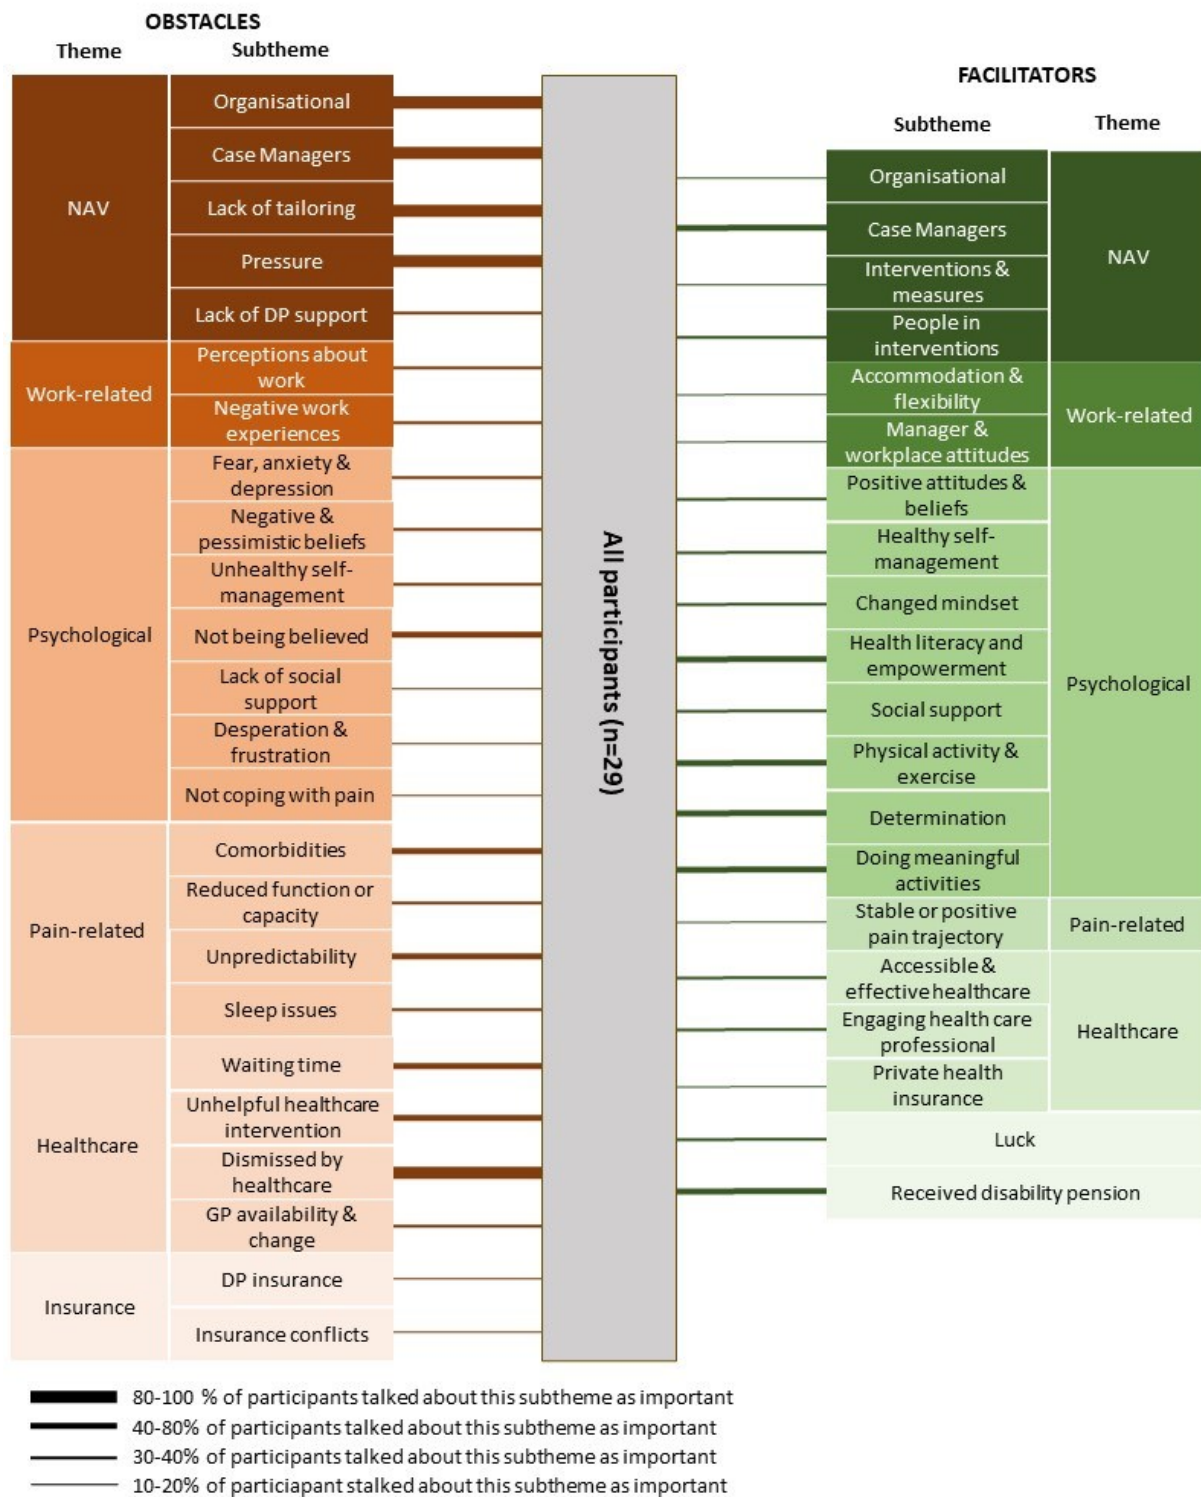 OBSTACLES
Theme
Subtheme
NAV
Organisational
Case Managers
Lack of tailoring
Pressure
Lack of DP support
Work-related
Perceptions about
work
Negative work
experiences
Psychological
Fear, anxiety &
depression
Negative &
pessimistic beliefs
Unhealthy self-
management
Not being believed
Lack of social
support
Desperation &
frustration
Not coping with pain
Pain-related
Comorbidities
Reduced function or
capacity
Unpredictability
Sleep issues
Healthcare
Waiting time
Unhelpful healthcare
intervention
Dismissed by
healthcare
GP availability &
change
Insurance
DP insurance
Insurance conflicts
All participants (n=29)
FACILITATORS
Subtheme
Theme
Organisational
Case Managers
Interventions &
measures
People in
interventions
NAV
Accommodation &
flexibility
Manager &
workplace attitudes
Work-related
Positive attitudes &
beliefs
Healthy self-
management
Changed mindset
Health literacy and
empowerment
Social support
Physical activity &
exercise
Determination
Doing meaningful
activities
Psychological
Stable or positive
pain trajectory
Pain-related
Accessible &
effective healthcare
Engaging health care
professional
Private health
insurance
Healthcare
Luck
Received disability pension
80-100 % of participants talked about this subtheme as important
40-80% of participants talked about this subtheme as important
30-40% of participants talked about this subtheme as important
10-20% of particiapant stalked about this subtheme as important